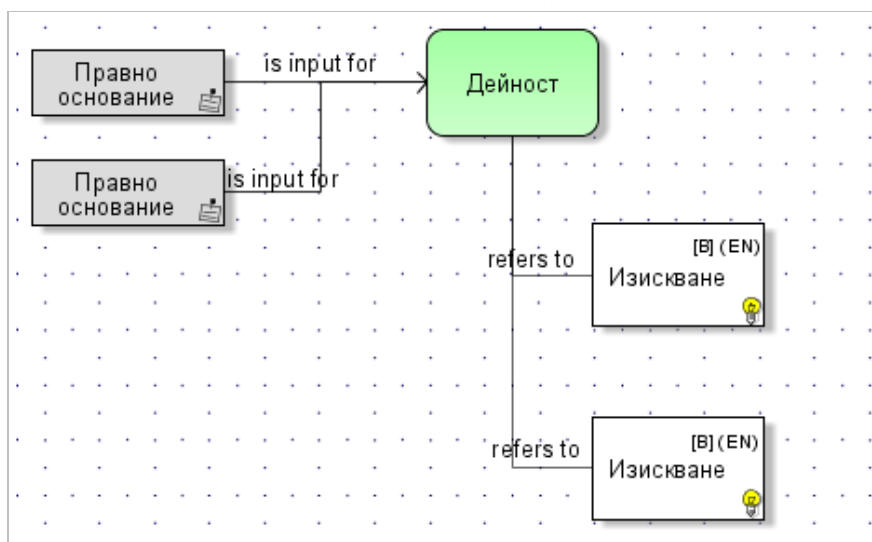 Правно
основание
is input for
Дейност
Правно
основание
is input for
refers to
[B] (EN)
Изискване
refers to
[B] (EN)
Изискване